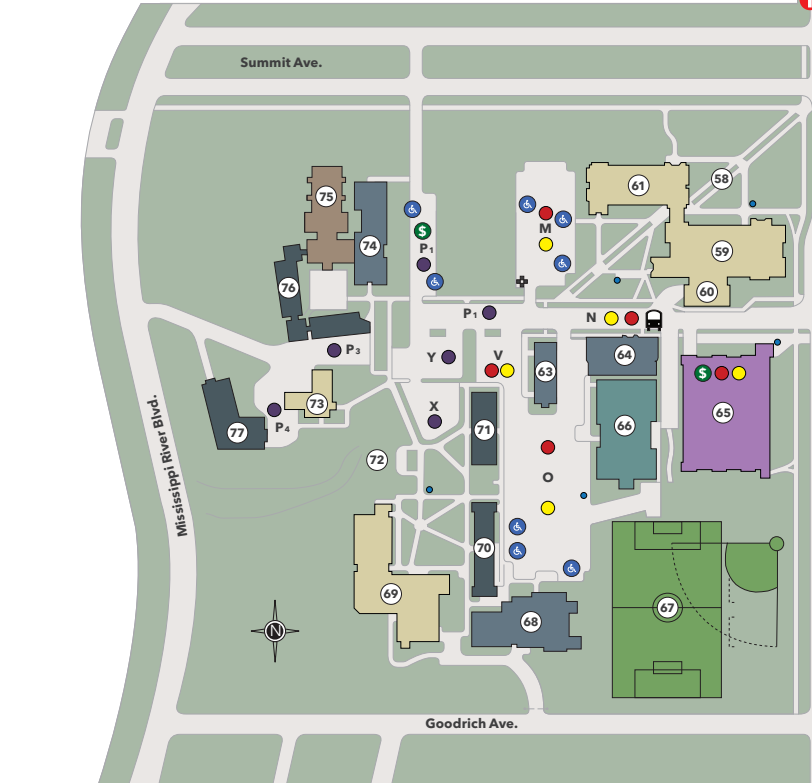 Summit Ave.
61
58
75
$
M
74
P1
59
76
60
P1
N
P3
Y
V
64
63
$
73
X
65
P4
71
66
77
72
Mississippi River Blvd.
O
70
69
67
68
N
Goodrich Ave.